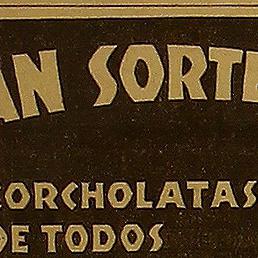 AN SORTE
CORCHOLATAS
DE TODOS